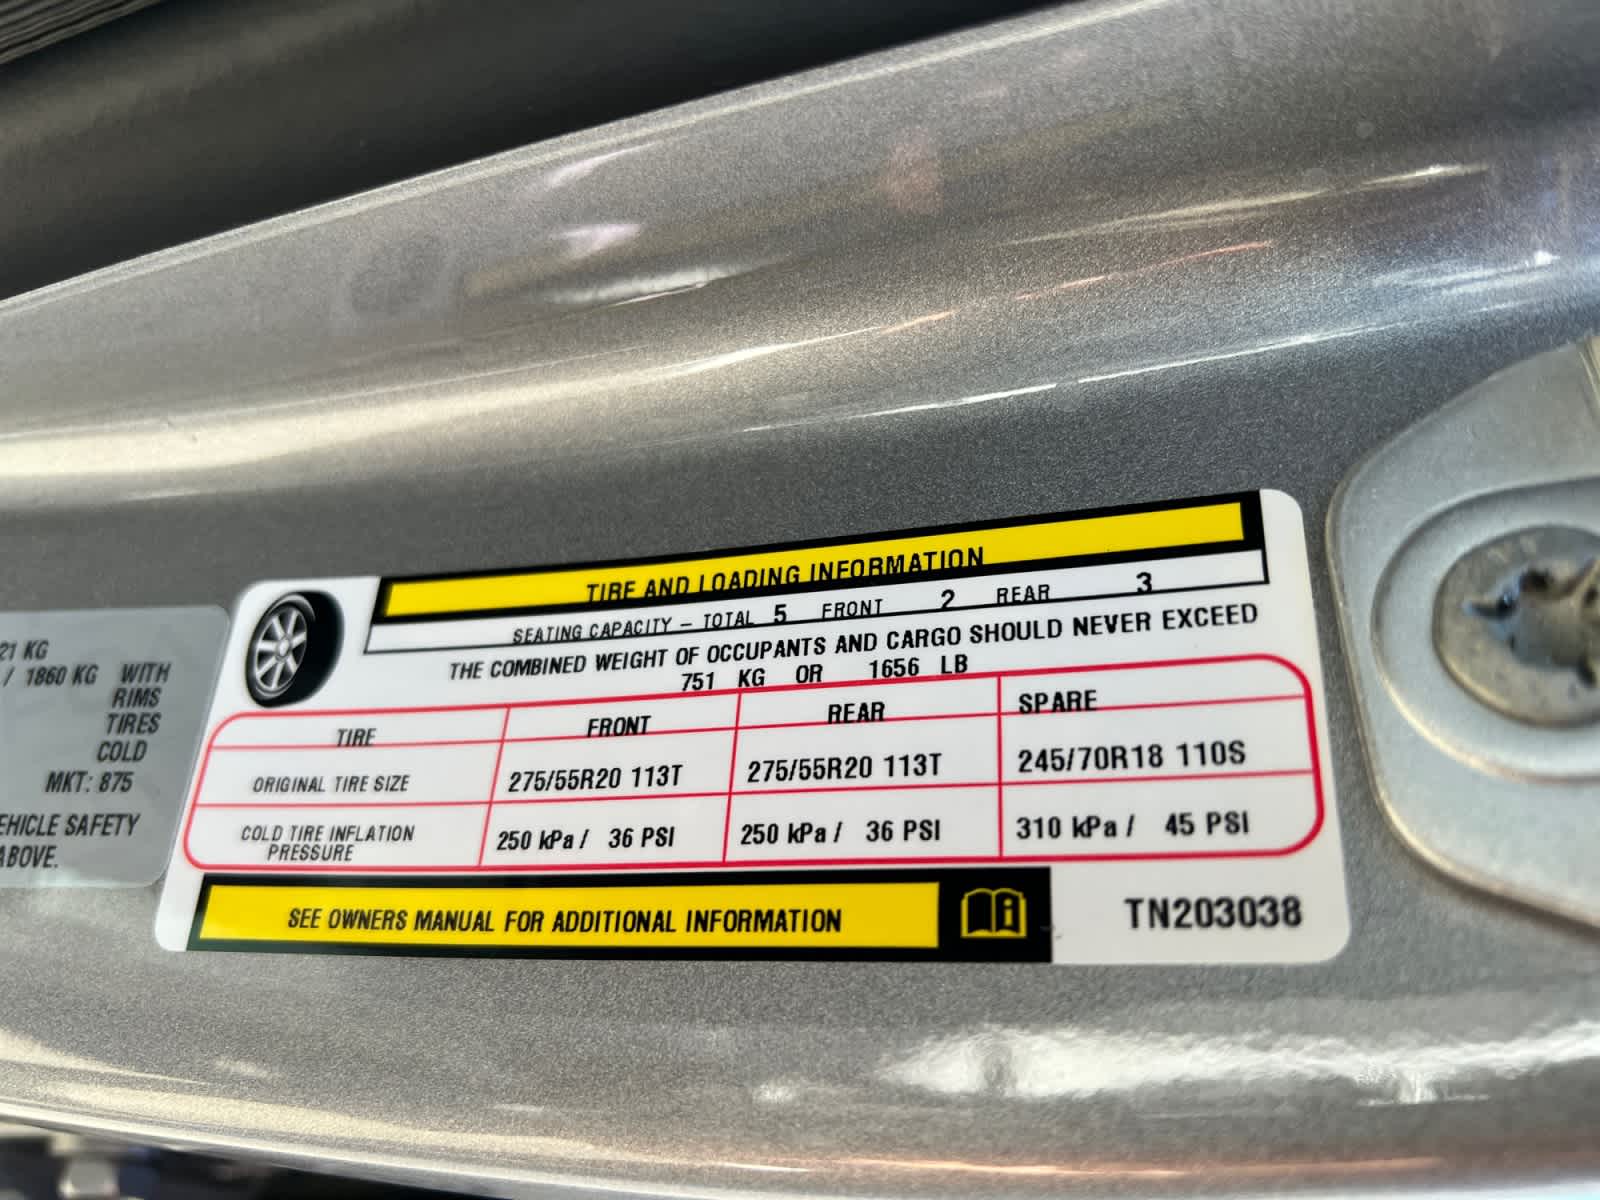 21 KG
/ 1860 KG WITH
RIMS
TIRES
COLD
MKT: 875
EHICLE SAFETY
ABOVE.
TIRE AND LOADING INFORMATION
SEATING CAPACITY – TOTAL 5 FRONT 2 REAR 3
THE COMBINED WEIGHT OF OCCUPANTS AND CARGO SHOULD NEVER EXCEED
751 KG OR 1656 LB
TIRE FRONT REAR SPARE
ORIGINAL TIRE SIZE 275/55R20 113T 275/55R20 113T 245/70R18 110S
COLD TIRE INFLATION
PRESSURE 250 kPa / 36 PSI 250 kPa / 36 PSI 310 kPa / 45 PSI
SEE OWNERS MANUAL FOR ADDITIONAL INFORMATION
TN203038